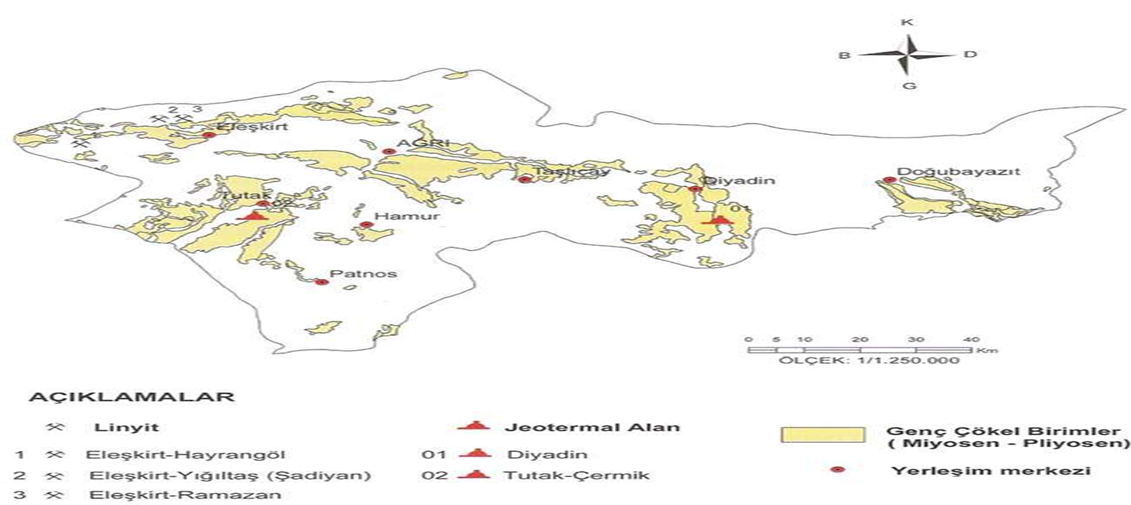 K
B D
G
2 3
Eleşkirt
1
AĞRI
Taşlıçay
Diyadin
Doğubayazıt
Tutak
02
01
Hamur
Patnos
0 5 10 20 30 40
Km
ÖLÇEK: 1/1.250.000
AÇIKLAMALAR
Linyit
1 Eleşkirt-Hayrangöl
2 Eleşkirt-Yığıltaş (Şadiyan)
3 Eleşkirt-Ramazan
Jeotermal Alan
01 Diyadin
02 Tutak-Çermik
Genç Çökel Birimler
( Miyosen - Pliyosen)
Yerleşim merkezi